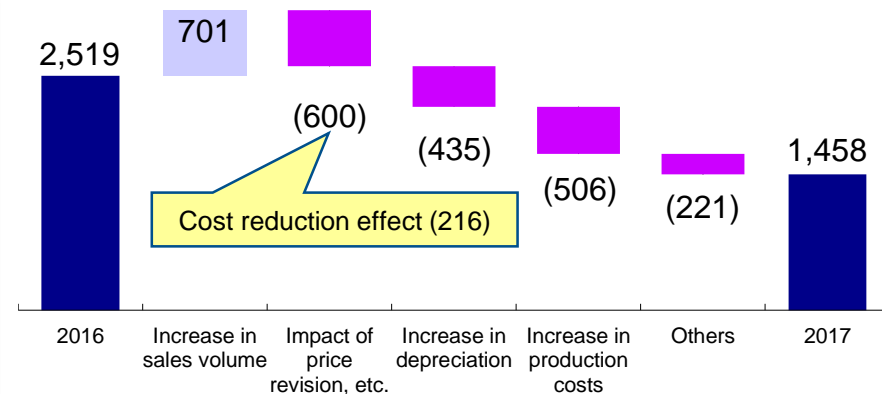 701
2,519
(600)
(435)
(506)
(221)
1,458
Cost reduction effect (216)
2016
Increase in
sales volume
Impact of
price
revision, etc.
Increase in
depreciation
Increase in
production
costs
Others
2017